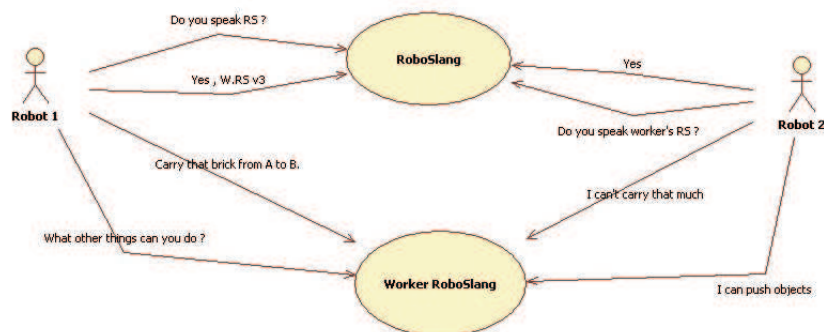 Do you speak RS ?
RoboSlang
Yes
Yes , W.RS v3
Robot 1
Robot 2
Do you speak worker's RS ?
Carry that brick from A to B.
I can't carry that much
What other things can you do ?
Worker RoboSlang
I can push objects